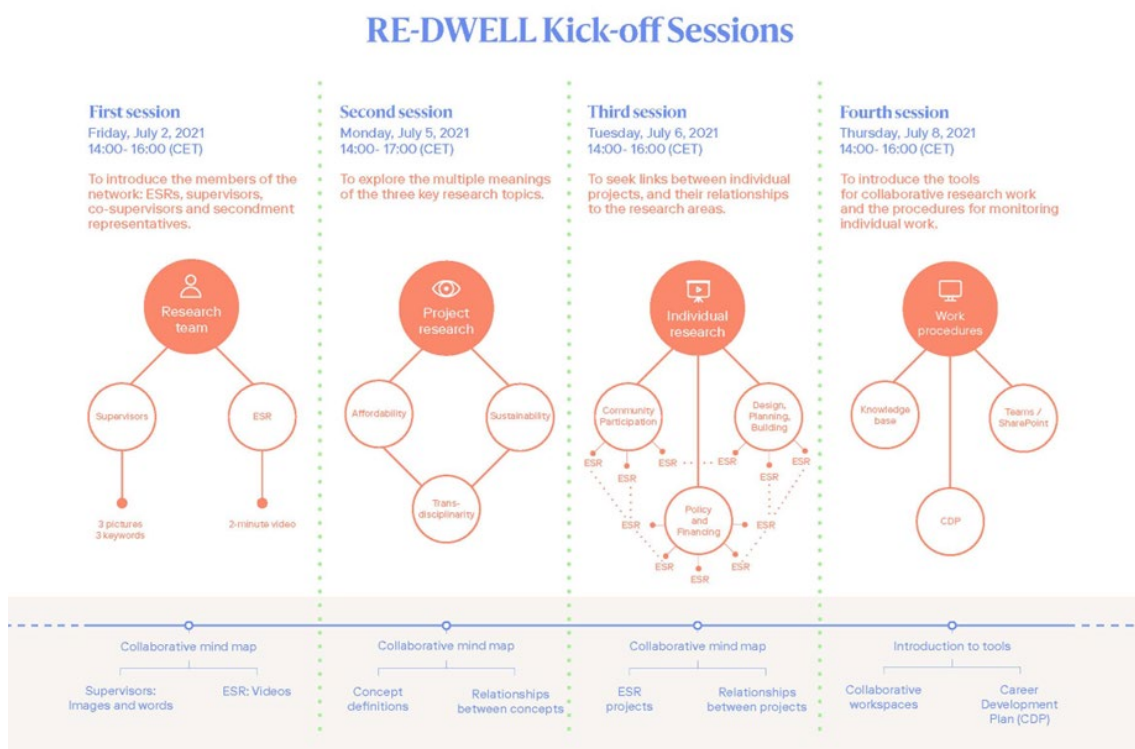 RE-DWELL Kick-off Sessions
First session
Friday, July 2, 2021
14:00- 16:00 (CET)
To introduce the members of the
network: ESRs, supervisors,
co-supervisors and secondment
representatives.
Research
team
Supervisors
ESR
3 pictures
3 keywords
2-minute video
Second session
Monday, July 5, 2021
14:00- 17:00 (CET)
To explore the multiple meanings
of the three key research topics.
Project
research
Affordability
Sustainability
Trans-
disciplinarity
Third session
Tuesday, July 6, 2021
14:00- 16:00 (CET)
To seek links between individual
projects, and their relationships
to the research areas.
Individual
research
Community
Participation
Design,
Planning,
Building
ESR
ESR
ESR
ESR
ESR
ESR
Policy
and
Financing
ESR
ESR
ESR
ESR
ESR
Fourth session
Thursday, July 8, 2021
14:00- 16:00 (CET)
To introduce the tools
for collaborative research work
and the procedures for monitoring
individual work.
Work
procedures
Knowledge
base
Teams /
SharePoint
CDP
Collaborative mind map
Supervisors:
Images and words
ESR: Videos
Collaborative mind map
Concept
definitions
Relationships
between concepts
Collaborative mind map
ESR
projects
Relationships
between projects
Introduction to tools
Collaborative
workspaces
Career
Development
Plan (CDP)